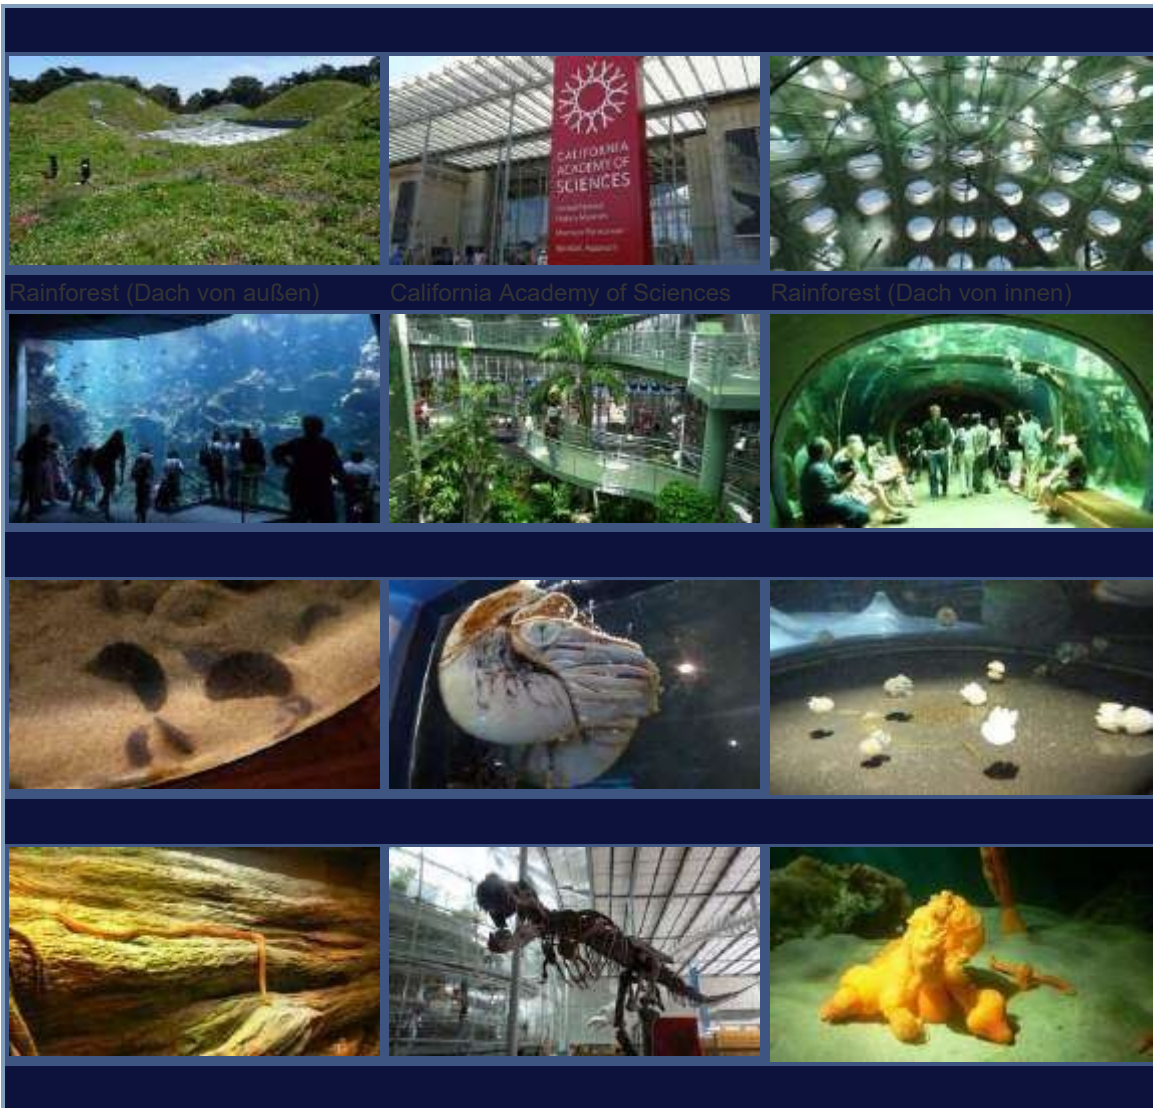 CALIFORNIA
ACADEMY OF
SCIENCES
Rainforest (Dach von außen)
California Academy of Sciences
Rainforest (Dach von innen)